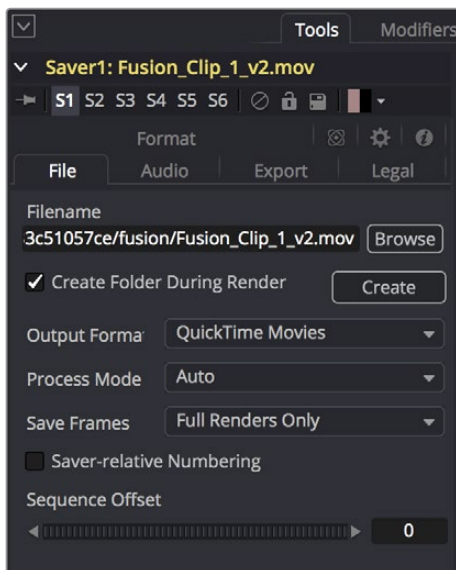 Tools Modifiers
Saver1: Fusion_Clip_1_v2.mov
S1 S2 S3 S4 S5 S6
Format
File Audio Export Legal
Filename
3c51057ce/fusion/Fusion_Clip_1_v2.mov Browse
Create Folder During Render Create
Output Forma QuickTime Movies
Process Mode Auto
Save Frames Full Renders Only
Saver-relative Numbering
Sequence Offset
0